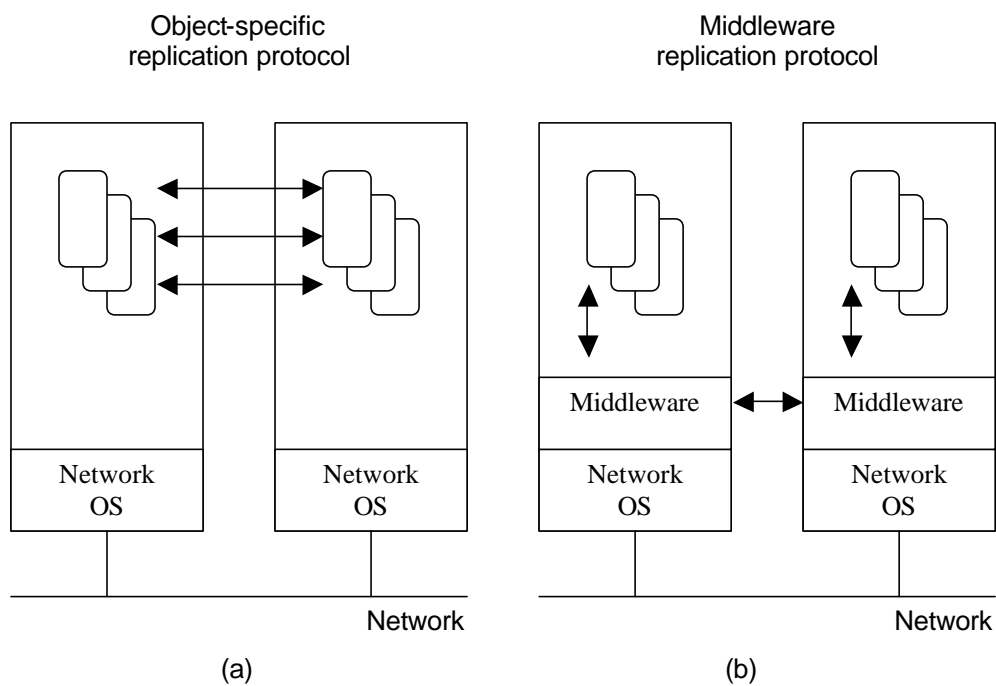 Object-specific
replication protocol
Middleware
replication protocol
Middleware
Middleware
Network
OS
Network
OS
Network
OS
Network
OS
Network
Network
(a)
(b)